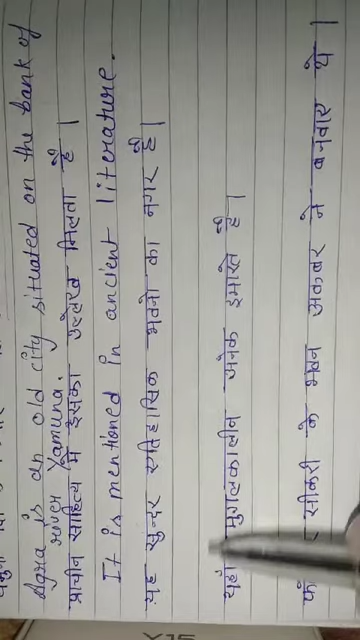 Agra is an old city situated on the bank of
river Yamuna.
प्राचीन साहित्य में इसका उल्लेख मिलता है।
It is mentioned in ancient literature.
यह सुन्दर एतिहासिक भवनो का नगर है।
यहाँ मुगलकालीन अनेक इमारते है।
सीकरी के भवन अकबर ने बनवाए थे।